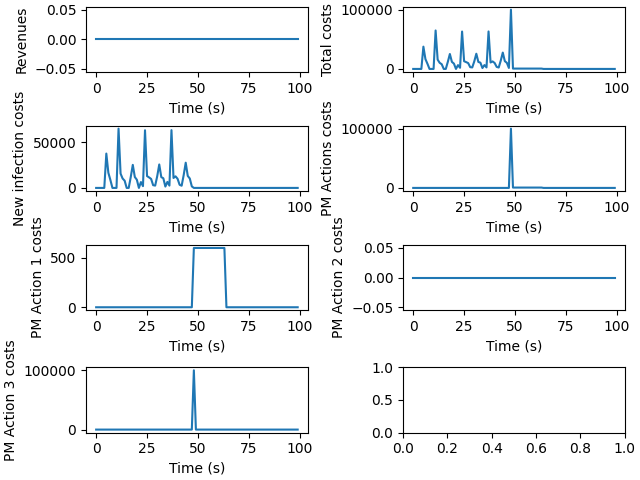 Revenues
0.05
0.00
−0.05
0 25 50 75 100
Time (s)
Total costs
100000
0
0 25 50 75 100
Time (s)
New infection costs
50000
0
0 25 50 75 100
Time (s)
PM Actions costs
100000
0
0 25 50 75 100
Time (s)
PM Action 1 costs
500
0
0 25 50 75 100
Time (s)
PM Action 2 costs
0.05
0.00
−0.05
0 25 50 75 100
Time (s)
PM Action 3 costs
100000
0
0 25 50 75 100
Time (s)
1.0
0.5
0.0
0.0 0.2 0.4 0.6 0.8 1.0